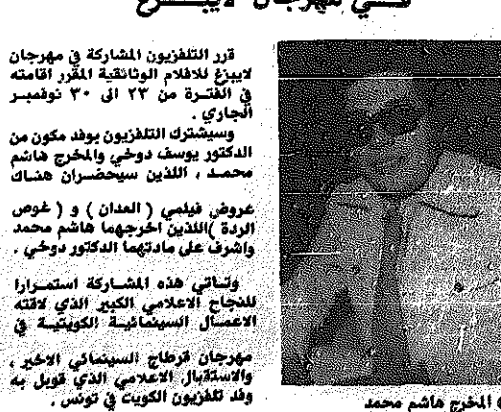 في مهرجان لايبزغ
قرر التلفزيون المشاركة في مهرجان
لايبزغ للافلام الوثائقية المقرر اقامته
في الفترة من ٢٣ الى ٣٠ نوفمبر
الجاري .
وسيشترك التلفزيون بوفد مكون من
الدكتور يوسف دوخي والمخرج هاشم
محمد ، اللذين سيحضران هناك
عروض فيلمي ( العدان ) و ( غوص
الردة )اللذين اخرجهما هاشم محمد
واشرف على مادتهما الدكتور دوخي .
وتاتي هذه المشاركة استمرارا
للنجاح الاعلامي الكبير الذي لاقته
الاعمال السينمائية الكويتية في
مهرجان قرطاج السينمائي الاخير ،
والاستقبال الاعلامي الذي قوبل به
وفد تلفزيون الكويت في تونس .
المخرج هاشم محمد